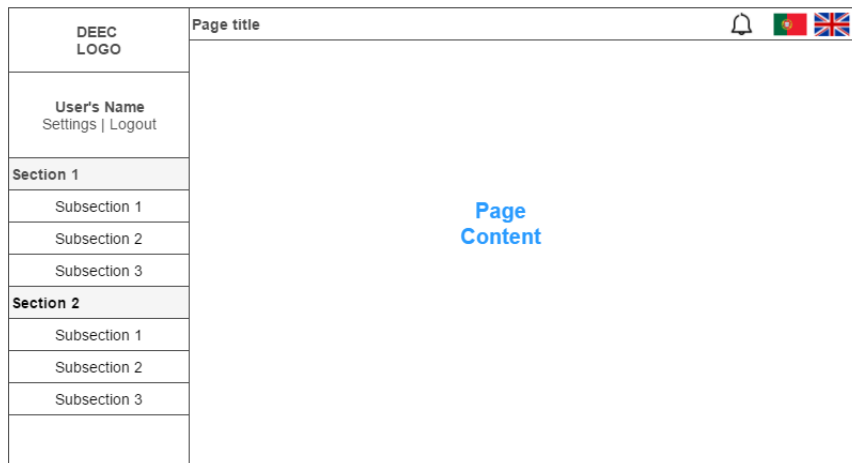 DEEC
LOGO
User's Name
Settings | Logout
Section 1
Subsection 1
Subsection 2
Subsection 3
Section 2
Subsection 1
Subsection 2
Subsection 3
Page title
Page
Content